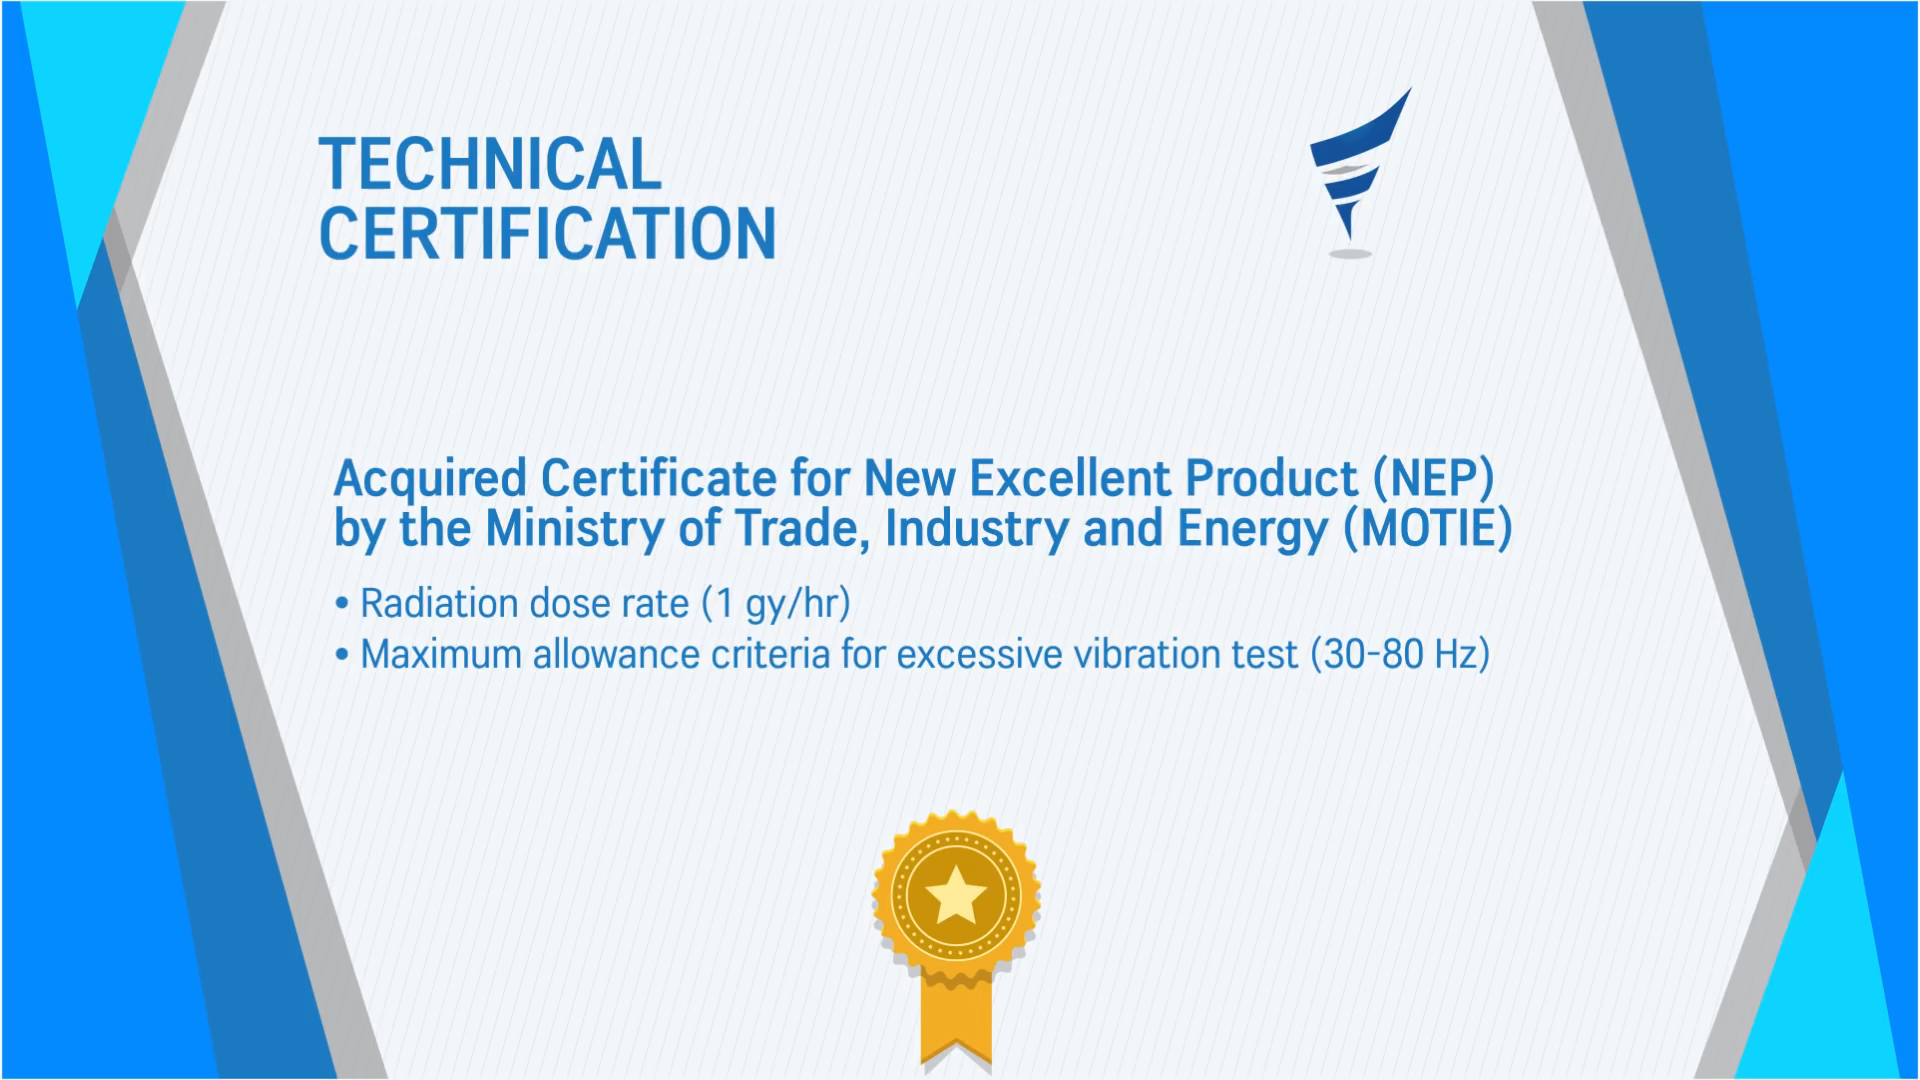 TECHNICAL
CERTIFICATION
Acquired Certificate for New Excellent Product (NEP)
by the Ministry of Trade, Industry and Energy (MOTIE)
• Radiation dose rate (1 gy/hr)
• Maximum allowance criteria for excessive vibration test (30-80 Hz)